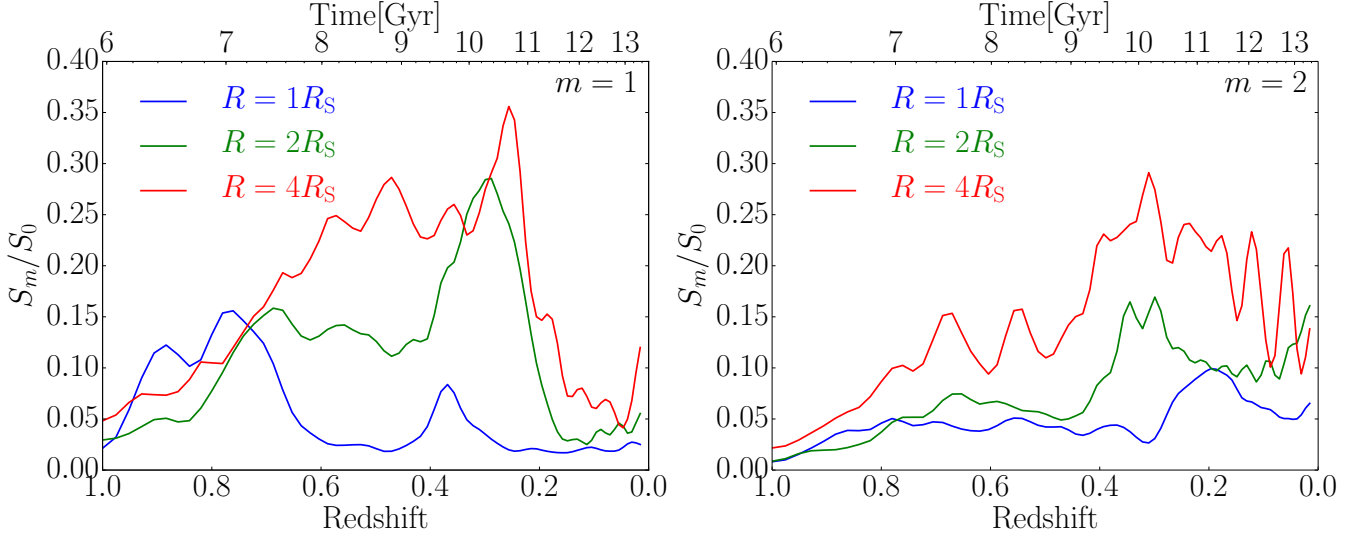 Time[Gyr]
6 7 8 9 10 11 12 13
0.40
0.35
0.30
0.25
0.20
0.15
0.10
0.05
0.00
S_m/S_0
m = 1
R = 1R_S
R = 2R_S
R = 4R_S
1.0 0.8 0.6 0.4 0.2 0.0
Redshift
Time[Gyr]
6 7 8 9 10 11 12 13
0.40
0.35
0.30
0.25
0.20
0.15
0.10
0.05
0.00
S_m/S_0
m = 2
R = 1R_S
R = 2R_S
R = 4R_S
1.0 0.8 0.6 0.4 0.2 0.0
Redshift